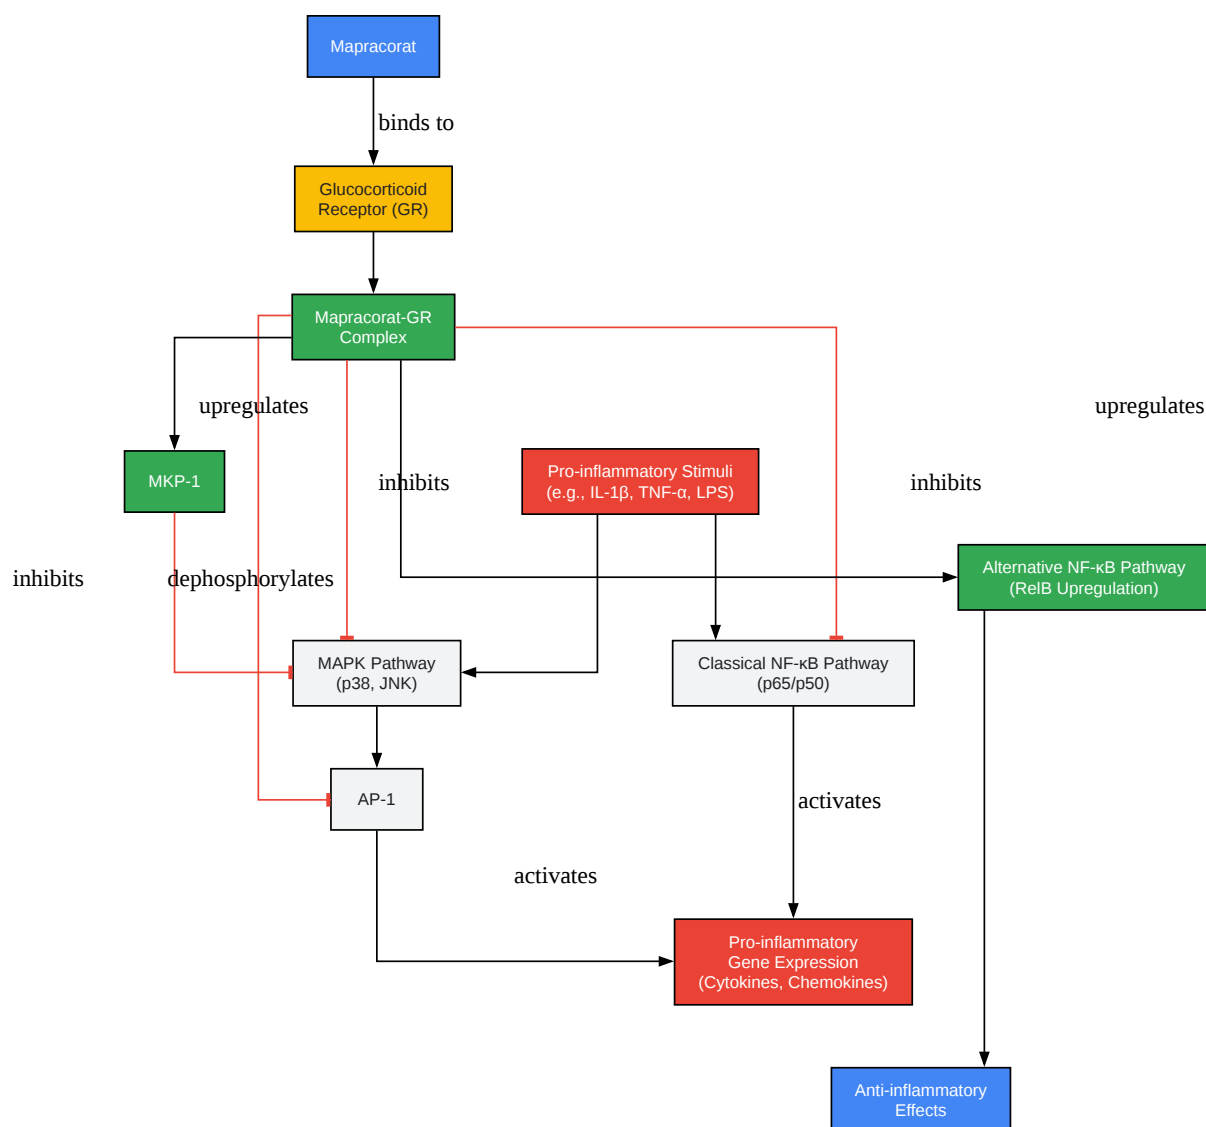 Mapracorat
binds to
Glucocorticoid
Receptor (GR)
Mapracorat-GR
Complex
upregulates
upregulates
MKP-1
inhibits
Pro-inflammatory Stimuli
(e.g., IL-1β, TNF-α, LPS)
inhibits
inhibits
dephosphorylates
Alternative NF-κB Pathway
(RelB Upregulation)
MAPK Pathway
(p38, JNK)
Classical NF-κB Pathway
(p65/p50)
AP-1
activates
activates
Pro-inflammatory
Gene Expression
(Cytokines, Chemokines)
Anti-inflammatory
Effects